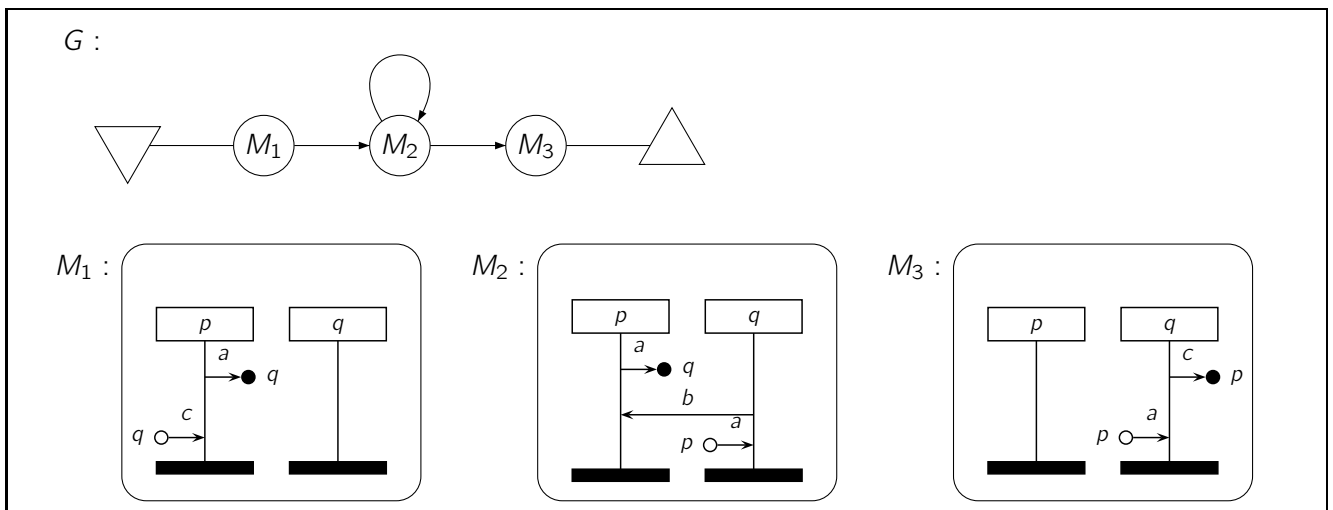 G :
M₁ M₂ M₃
M₁ : M₂ : M₃ :
p q p q p q
a q a q c p
b
q c p a p a